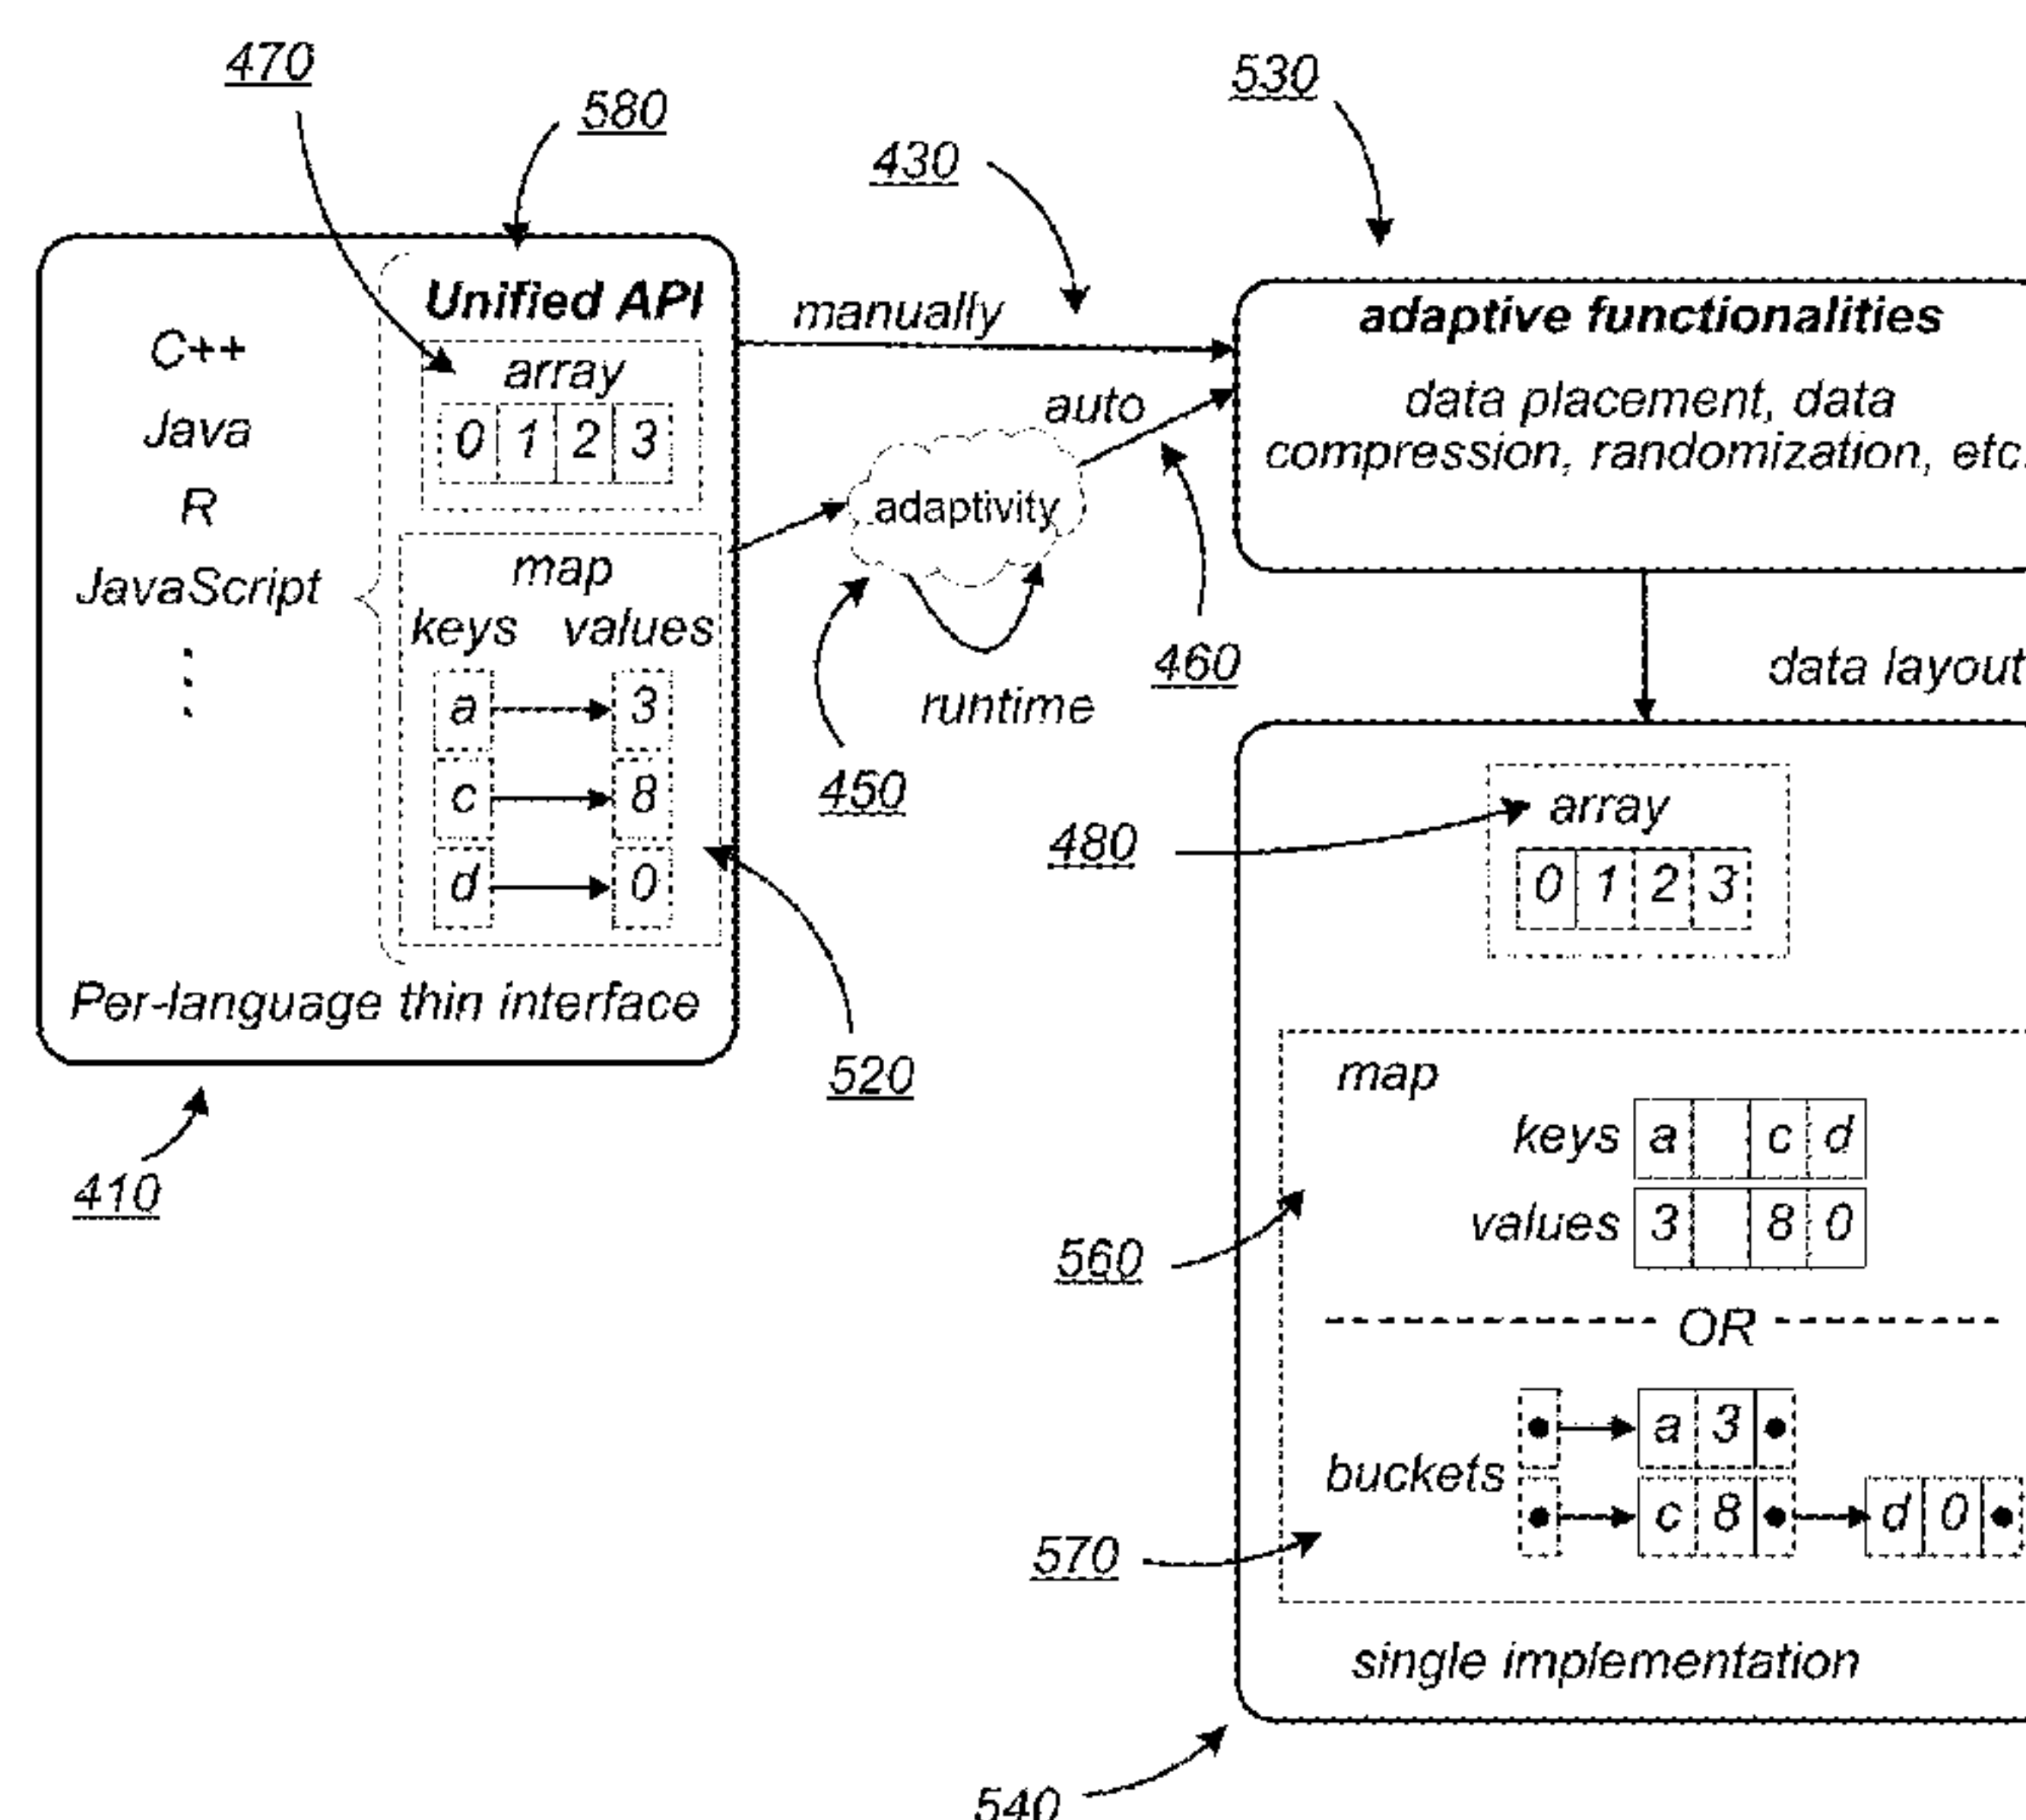 470
580
430
530
Unified API
C++
Java
R
JavaScript
array
0 1 2 3
map
keys values
a 3
c 8
d 0
Per-language thin interface
410
520
manually
auto
adaptivity
runtime
450
460
adaptive functionalities
data placement, data
compression, randomization, etc.
data layout
480
array
0 1 2 3
map
keys a c d
values 3 8 0
560
OR
buckets
a 3
c 8 d 0
570
single implementation
540